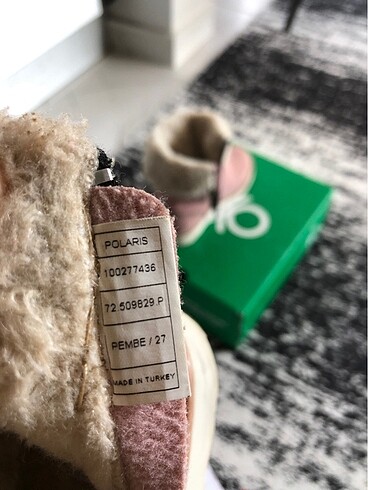 POLARIS
100277436
72.509829 P
PEMBE / 27
MADE IN TURKEY